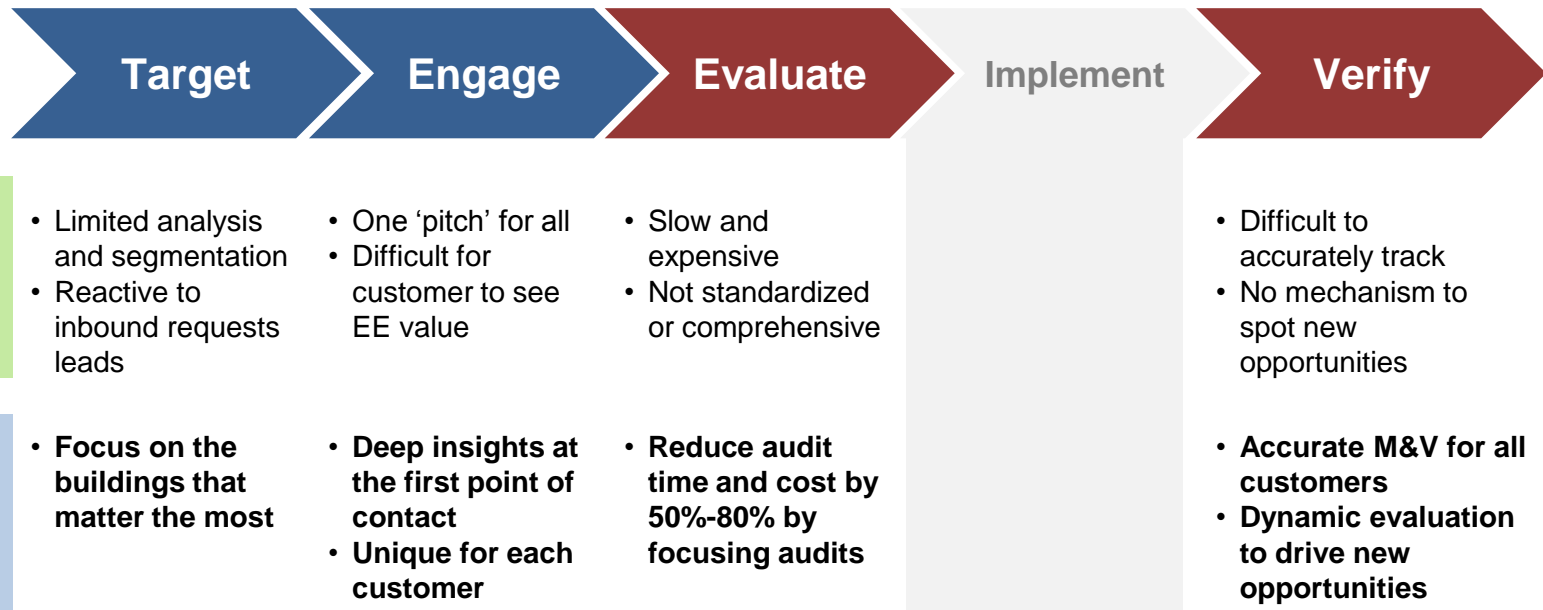 Target
Engage
Evaluate
Implement
Verify
• Limited analysis
and segmentation
• Reactive to
inbound requests
leads
• One ‘pitch’ for all
• Difficult for
customer to see
EE value
• Slow and
expensive
• Not standardized
or comprehensive
• Difficult to
accurately track
• No mechanism to
spot new
opportunities
• Focus on the
buildings that
matter the most
• Deep insights at
the first point of
contact
• Unique for each
customer
• Reduce audit
time and cost by
50%-80% by
focusing audits
• Accurate M&V for all
customers
• Dynamic evaluation
to drive new
opportunities